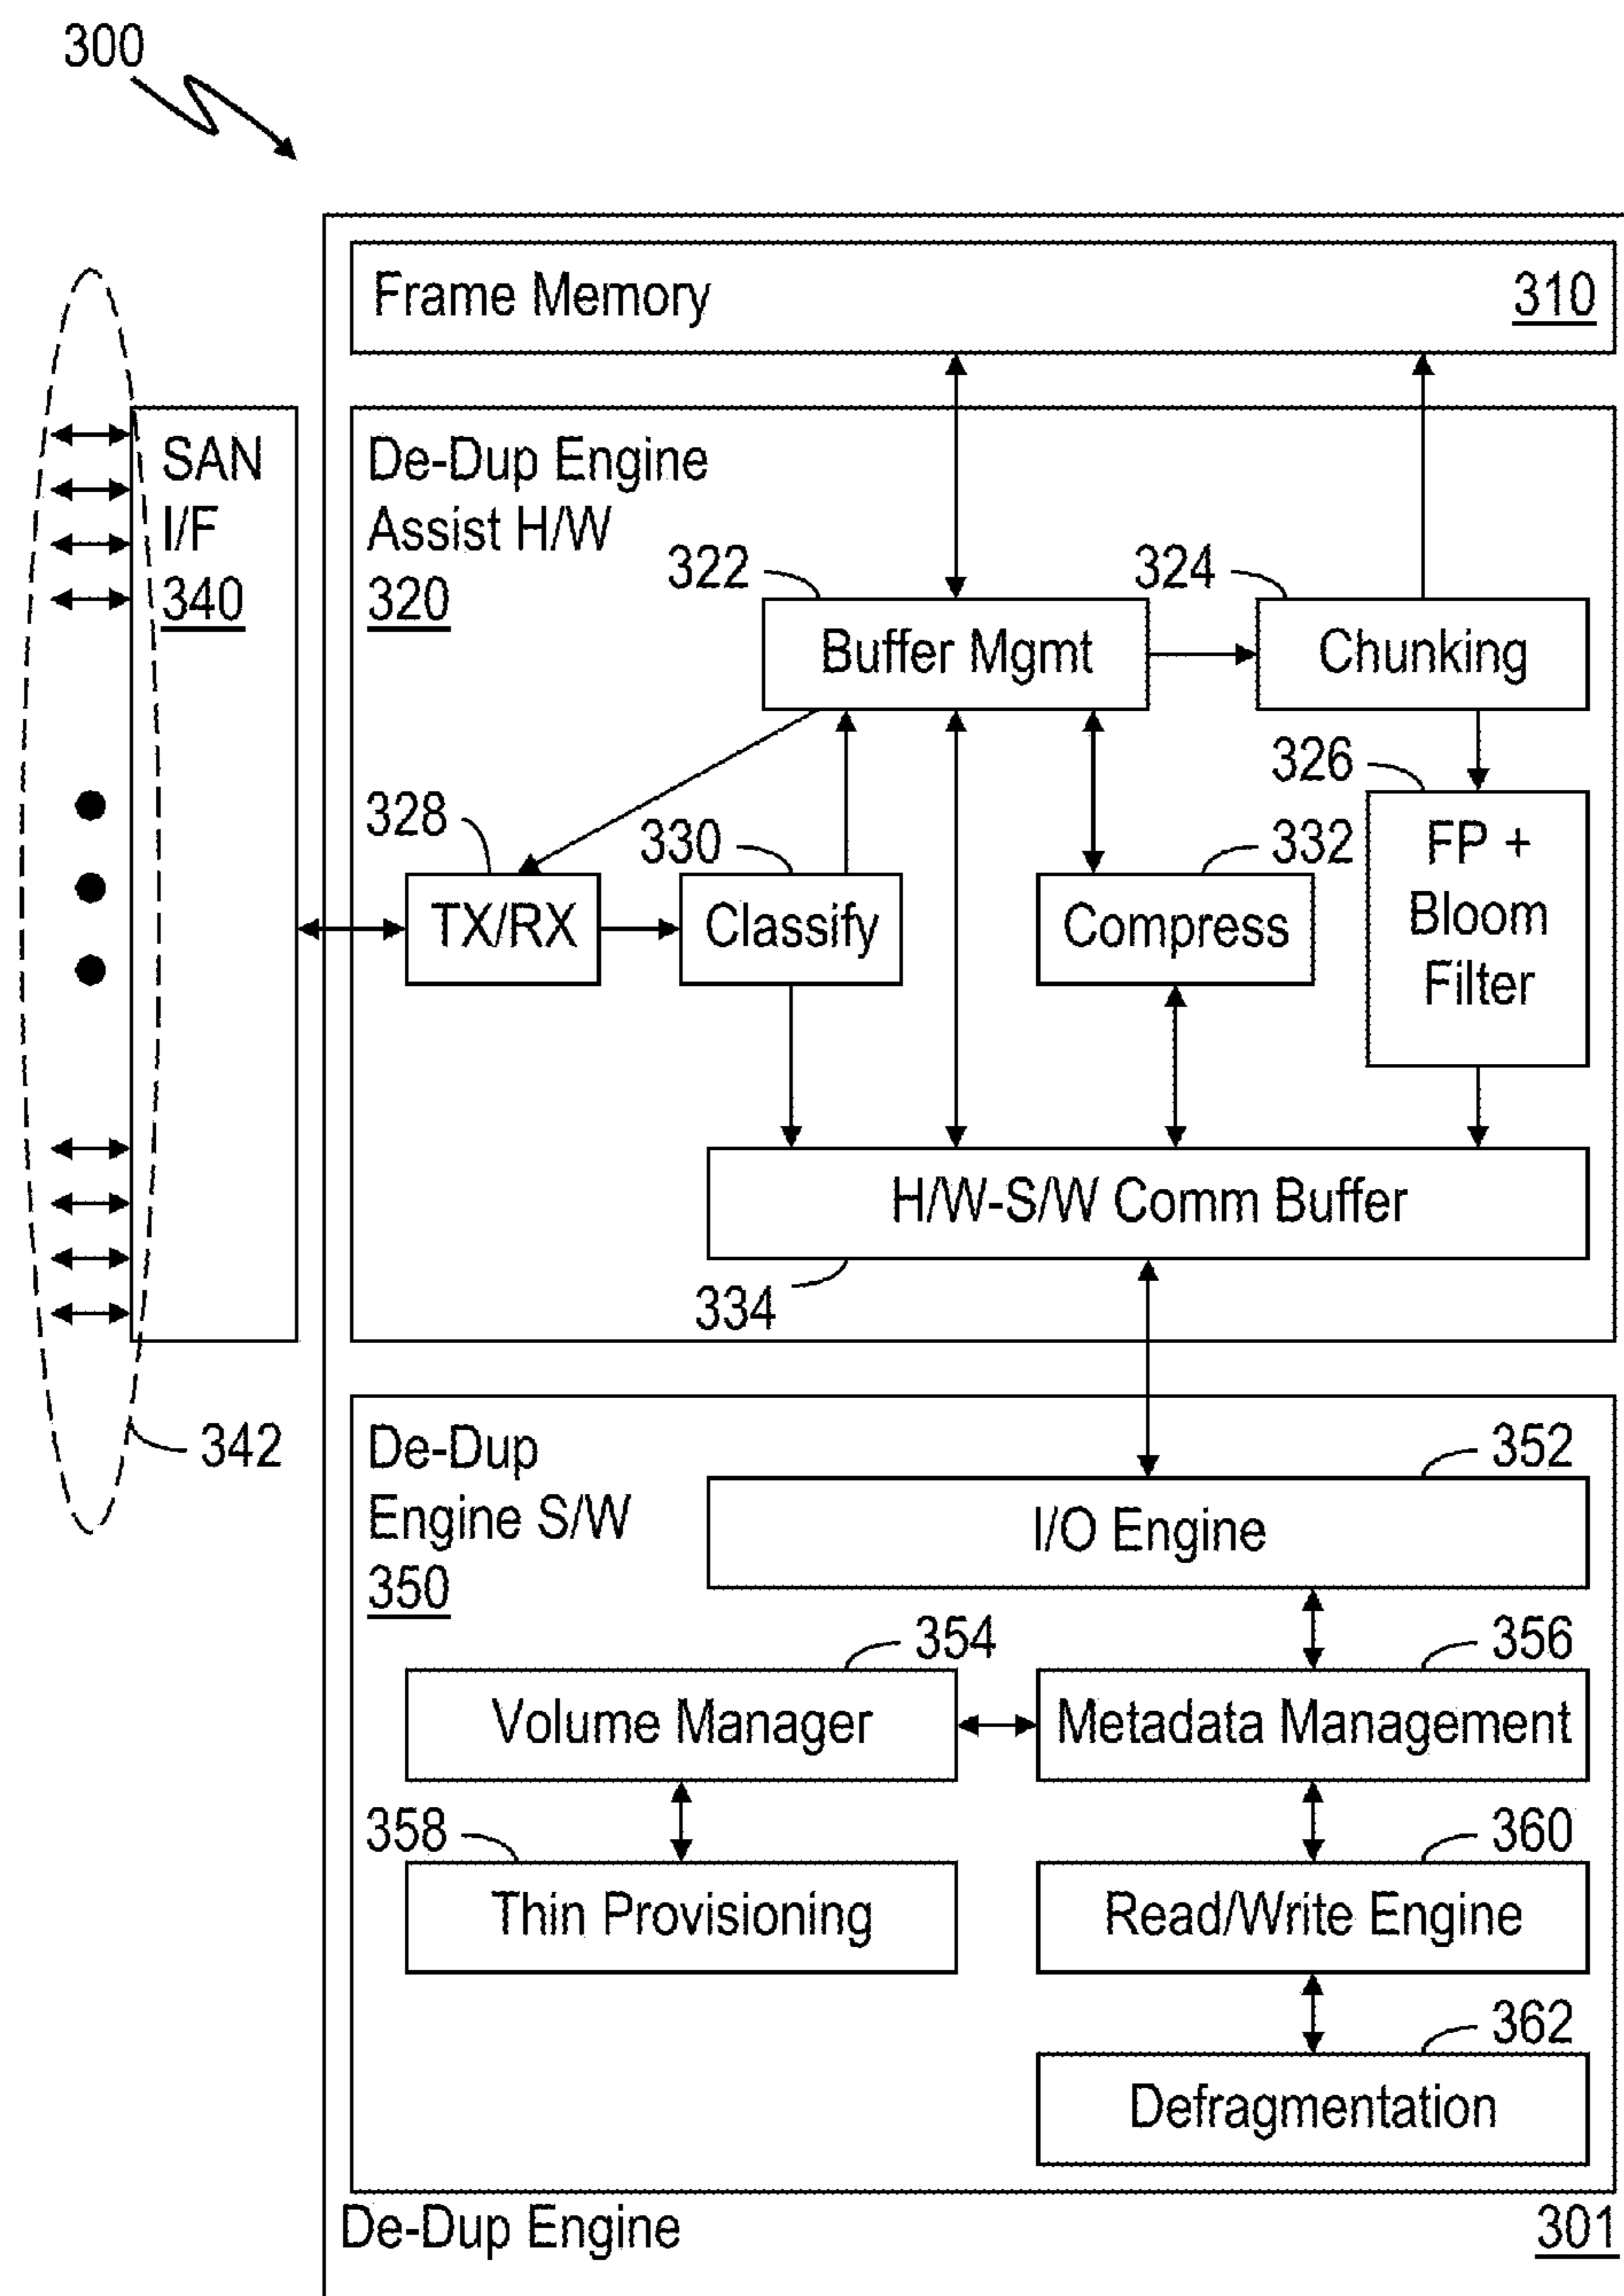 300
Frame Memory
310
SAN
I/F
340
De-Dup Engine
Assist H/W
320
322
324
Buffer Mgmt
Chunking
326
328
330
332
FP +
Bloom
Filter
TX/RX
Classify
Compress
H/W-S/W Comm Buffer
334
342
De-Dup
Engine S/W
350
352
I/O Engine
354
356
Volume Manager
Metadata Management
358
360
Thin Provisioning
Read/Write Engine
362
Defragmentation
De-Dup Engine
301